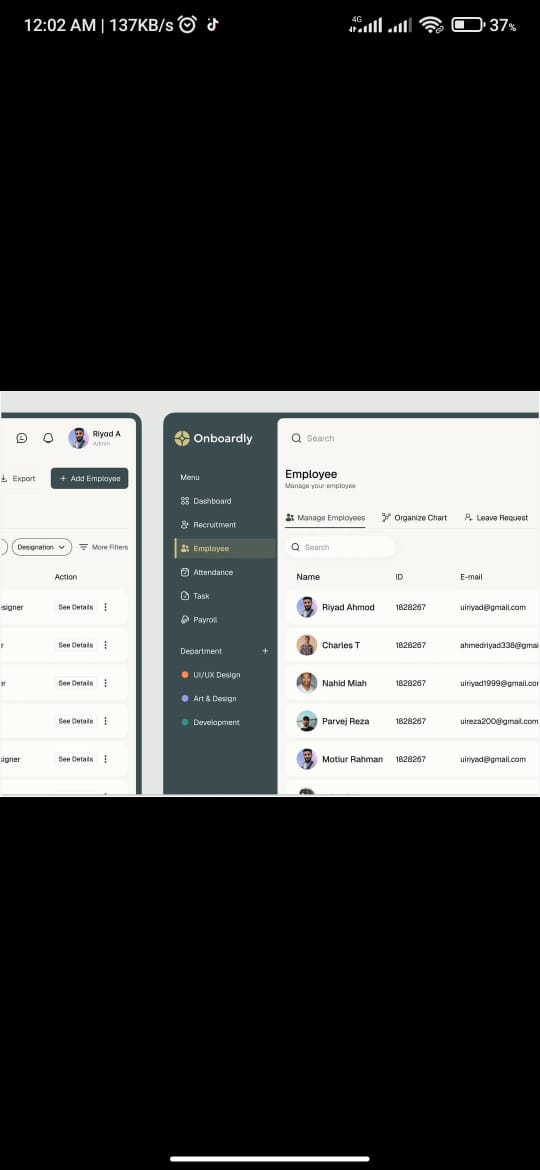 12:02 AM | 137KB/s
4G
37%
Riyad A
Admin
Export
+ Add Employee
Designation
More Filters
Action
signer
See Details
r
See Details
er
See Details
See Details
signer
See Details
Onboardly
Menu
Dashboard
Recruitment
Employee
Attendance
Task
Payroll
Department +
UI/UX Design
Art & Design
Development
Search
Employee
Manage your employee
Manage Employees
Organize Chart
Leave Request
Search
Name ID E-mail
Riyad Ahmod 1828267 uiriyad@gmail.com
Charles T 1828267 ahmedriyad338@gmai
Nahid Miah 1828267 uiriyad1999@gmail.cor
Parvej Reza 1828267 uireza200@gmail.com
Motiur Rahman 1828267 uiriyad@gmail.com